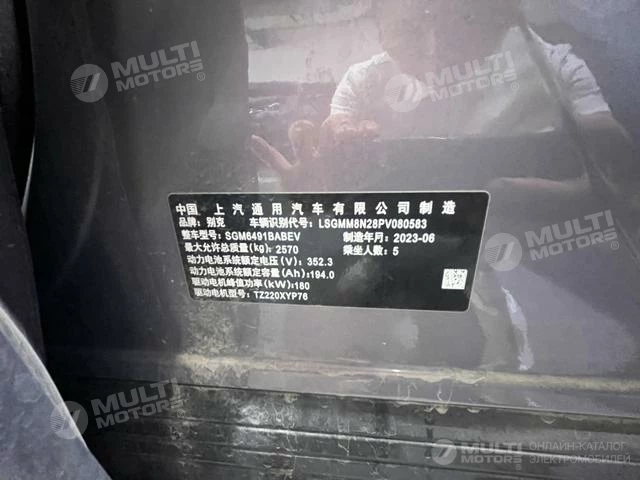 MULTI
MOTORS®
MULTI
MOTORS®
中国 上汽通用汽车有限公司制造
品牌: 别克 车辆识别代号: LSGMM8N28PV080583
整车型号: SGM6491BABEV 制造年月: 2023-06
最大允许总质量(kg): 2570 乘坐人数: 5
动力电池系统额定电压(V): 352.3
动力电池系统额定容量(Ah):194.0
驱动电机峰值功率(kW):180
驱动电机型号: TZ220XYP76
MULTI
MOTORS®
MULTI
MOTORS®
ОНЛАЙН-КАТАЛОГ
ЭЛЕКТРОМОБИЛЕЙ